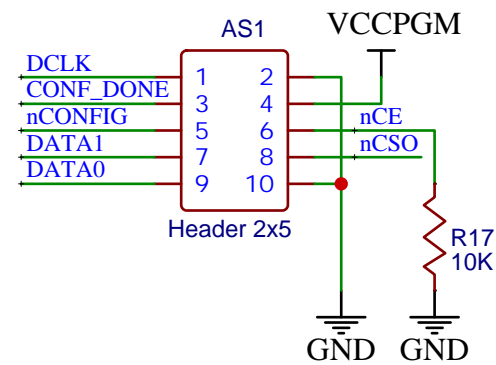 AS1
VCCPGM
DCLK
1
2
CONF_DONE
3
4
nCONFIG
5
6
nCE
DATA1
7
8
nCSO
DATA0
9
10
Header 2x5
R17
10K
GND
GND